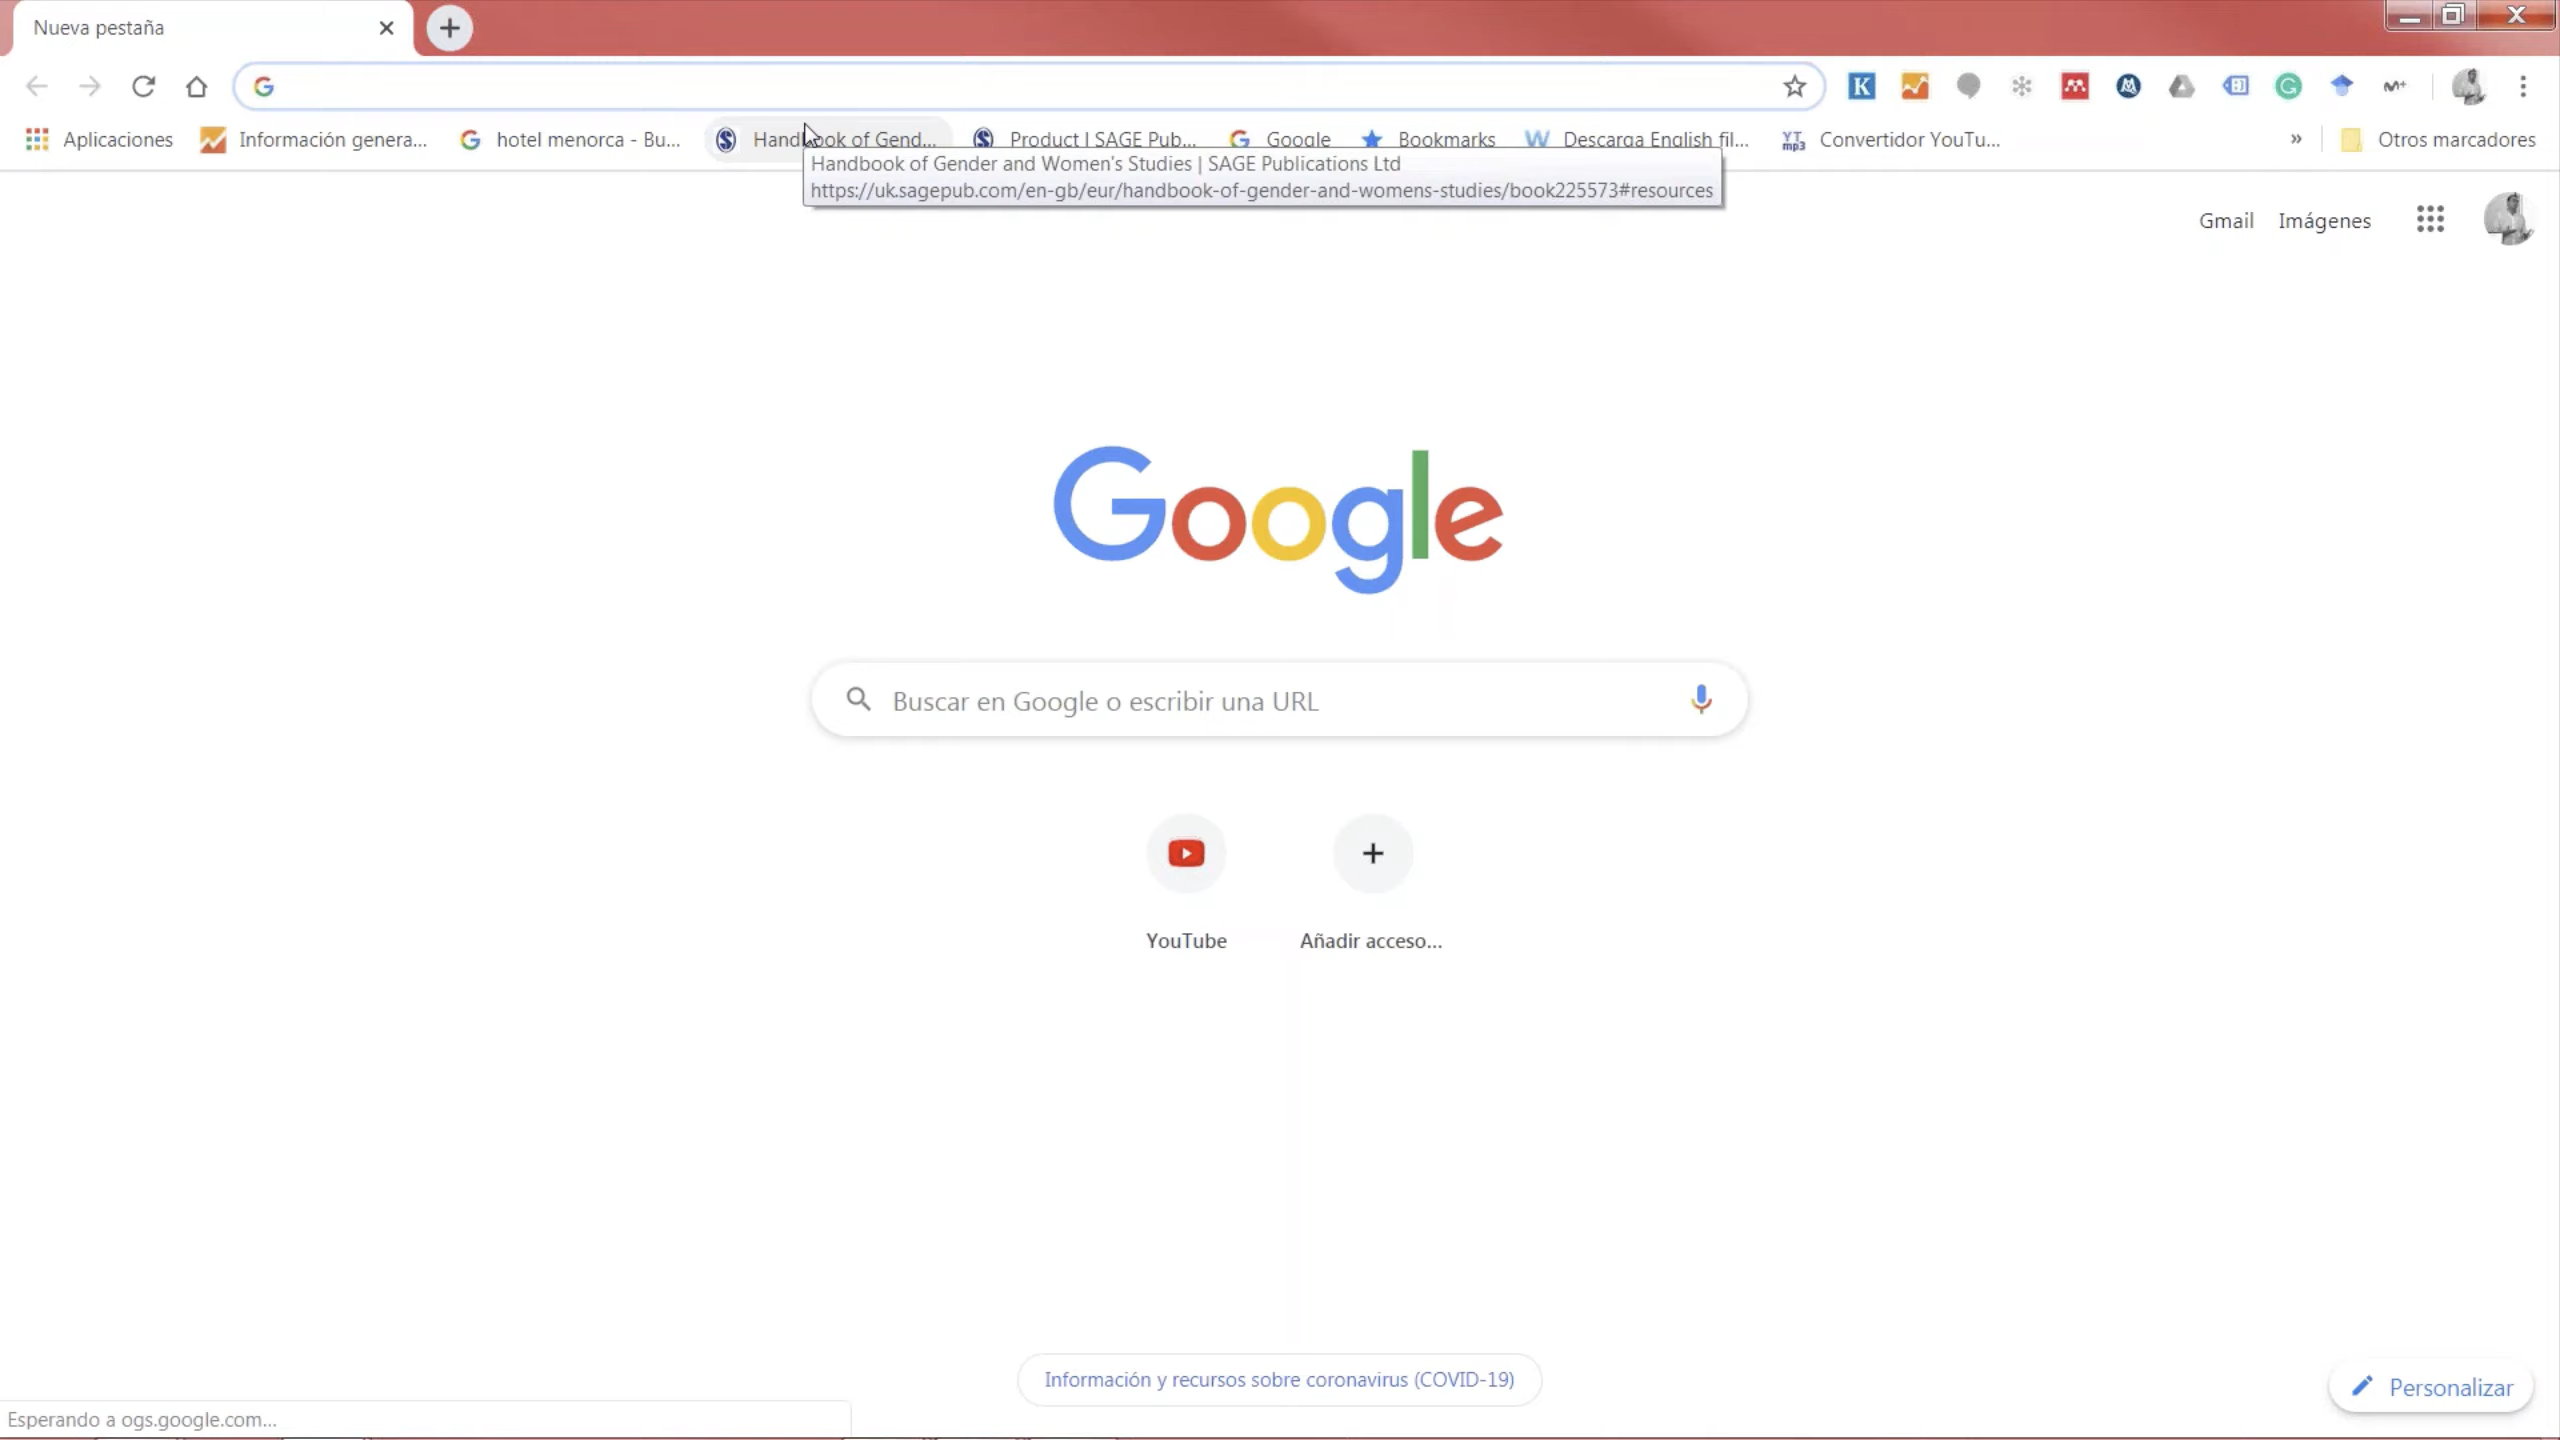 Nueva pestaña
Aplicaciones
Información genera...
hotel menorca - Bu...
Handbook of Gend...
Product | SAGE Pub...
Google
Bookmarks
Descarga English fil...
YT mp3
Convertidor YouTu...
»
Otros marcadores
Handbook of Gender and Women's Studies | SAGE Publications Ltd
https://uk.sagepub.com/en-gb/eur/handbook-of-gender-and-womens-studies/book225573#resources
Gmail
Imágenes
Google
Buscar en Google o escribir una URL
YouTube
Añadir acceso...
Información y recursos sobre coronavirus (COVID-19)
Personalizar
Esperando a ogs.google.com...